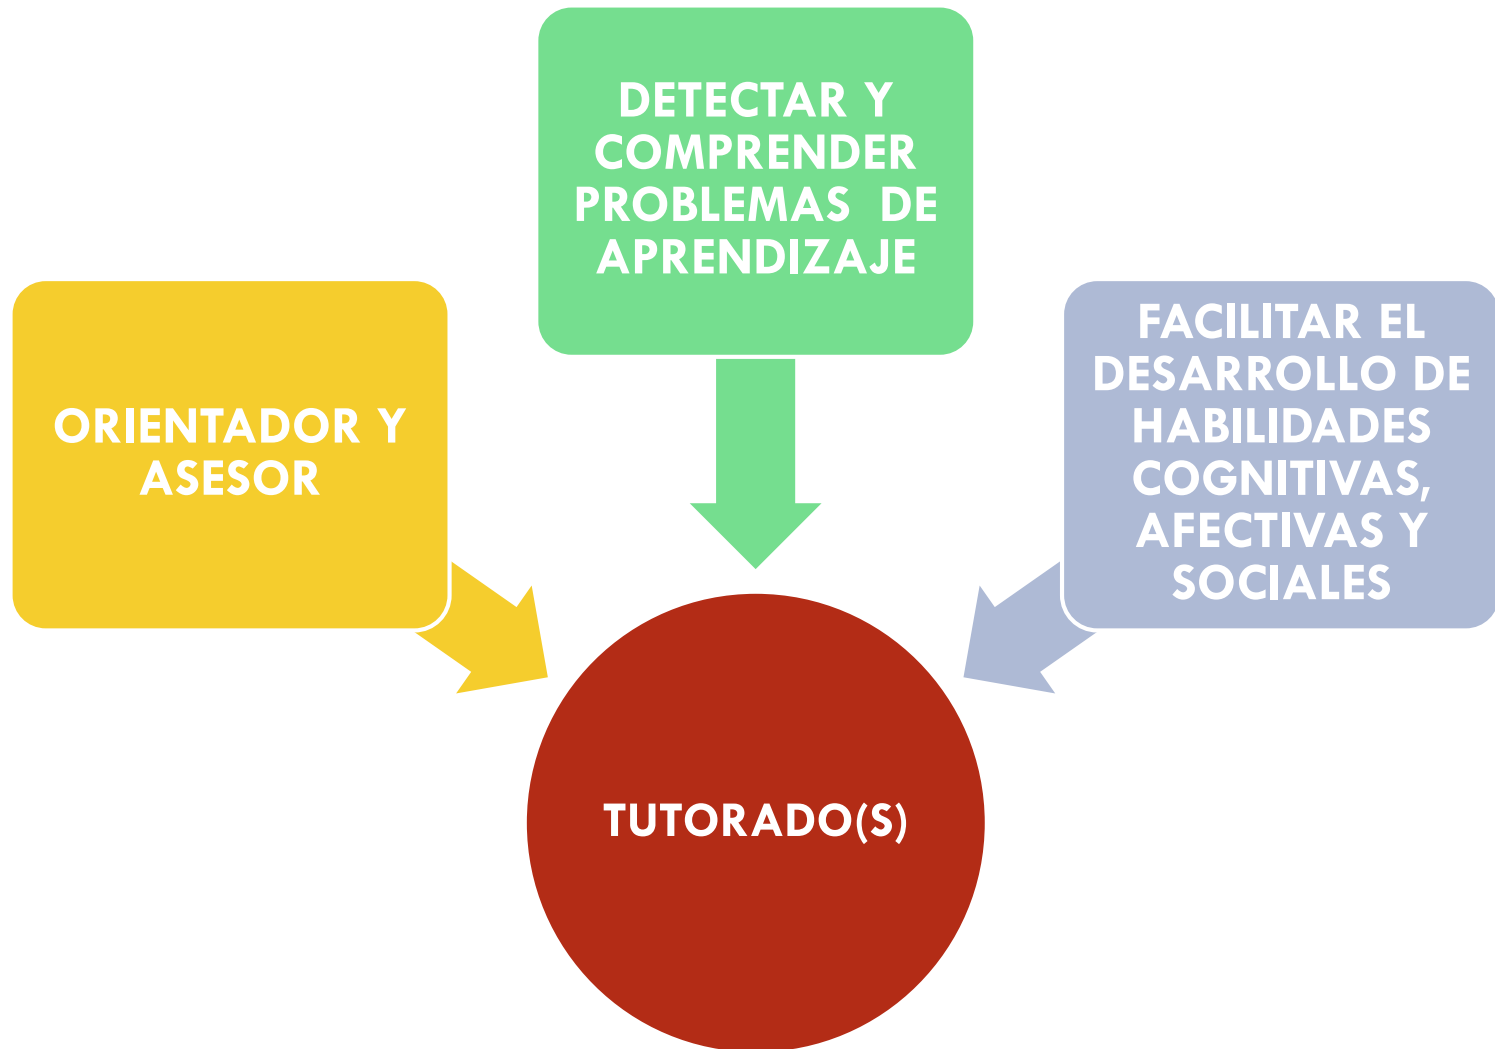 DETECTAR Y
COMPRENDER
PROBLEMAS  DE
APRENDIZAJE
ORIENTADOR Y
ASESOR
FACILITAR EL
DESARROLLO DE
HABILIDADES
COGNITIVAS,
AFECTIVAS Y
SOCIALES
TUTORADO(S)